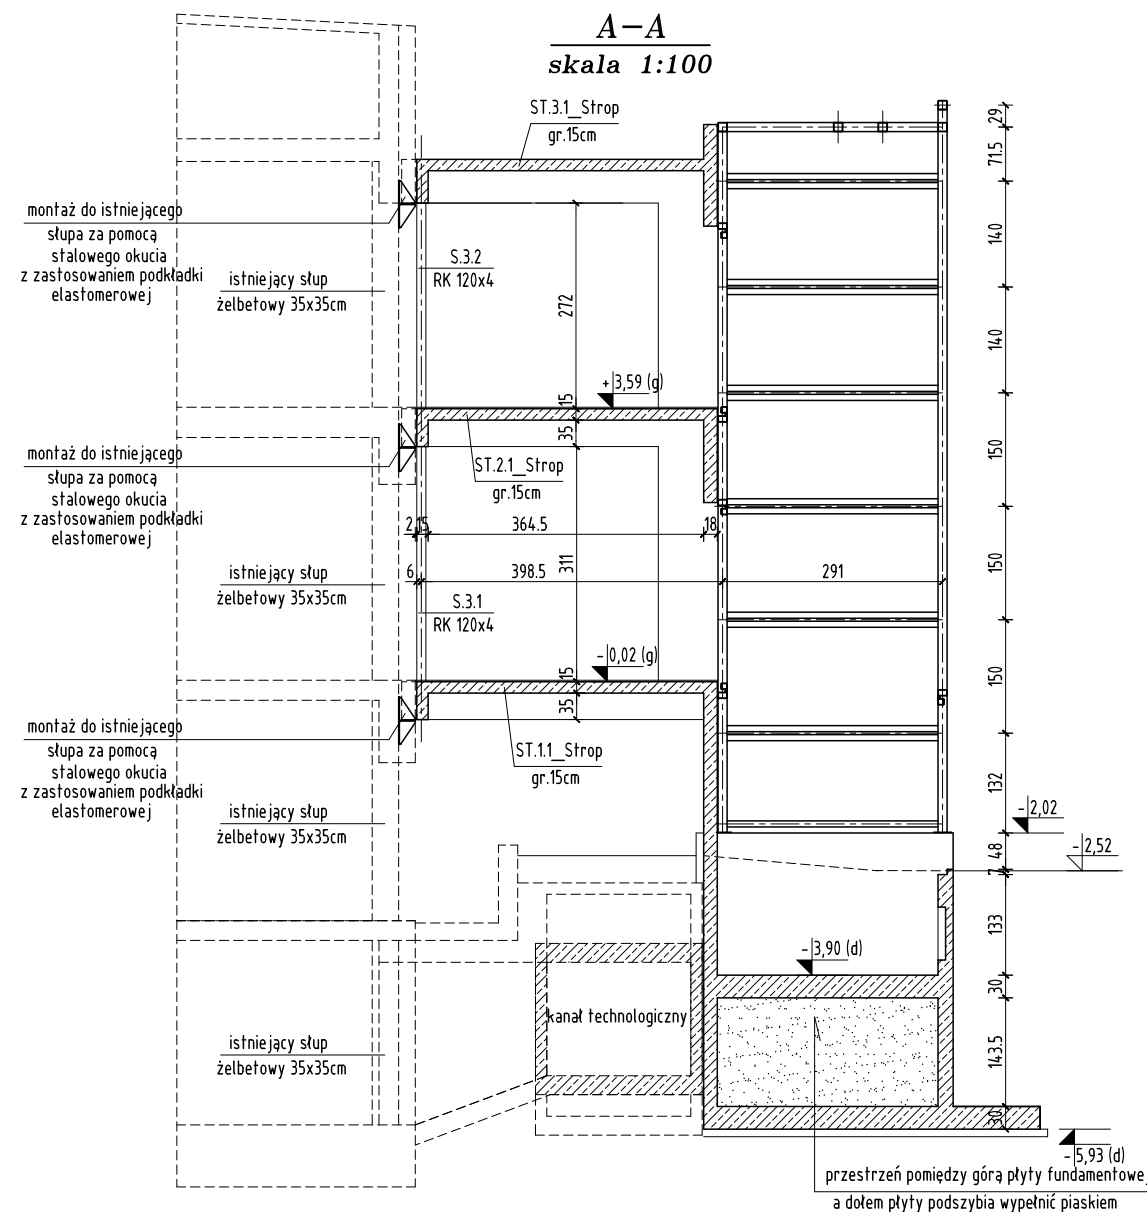 A-A
skala 1:100
ST.3.1_Strop
gr.15cm
29
71.5
montaż do istniejącego
słupa za pomocą
stalowego okucia
z zastosowaniem podkładki
elastomerowej
istniejący słup
żelbetowy 35x35cm
S.3.2
RK 120x4
272
140
140
+3,59 (g)
15
35
montaż do istniejącego
słupa za pomocą
stalowego okucia
z zastosowaniem podkładki
elastomerowej
ST.2.1_Strop
gr.15cm
150
2 15 364.5 18
311
istniejący słup
żelbetowy 35x35cm
6 398.5 291
150
S.3.1
RK 120x4
-0,02 (g)
15
35
150
montaż do istniejącego
słupa za pomocą
stalowego okucia
z zastosowaniem podkładki
elastomerowej
ST.1.1_Strop
gr.15cm
132
istniejący słup
żelbetowy 35x35cm
-2,02
48
-2,52
7
133
-3,90 (d)
30
kanał technologiczny
istniejący słup
żelbetowy 35x35cm
143.5
30
-5,93 (d)
przestrzeń pomiędzy górą płyty fundamentowej
a dołem płyty podszybia wypełnić piaskiem